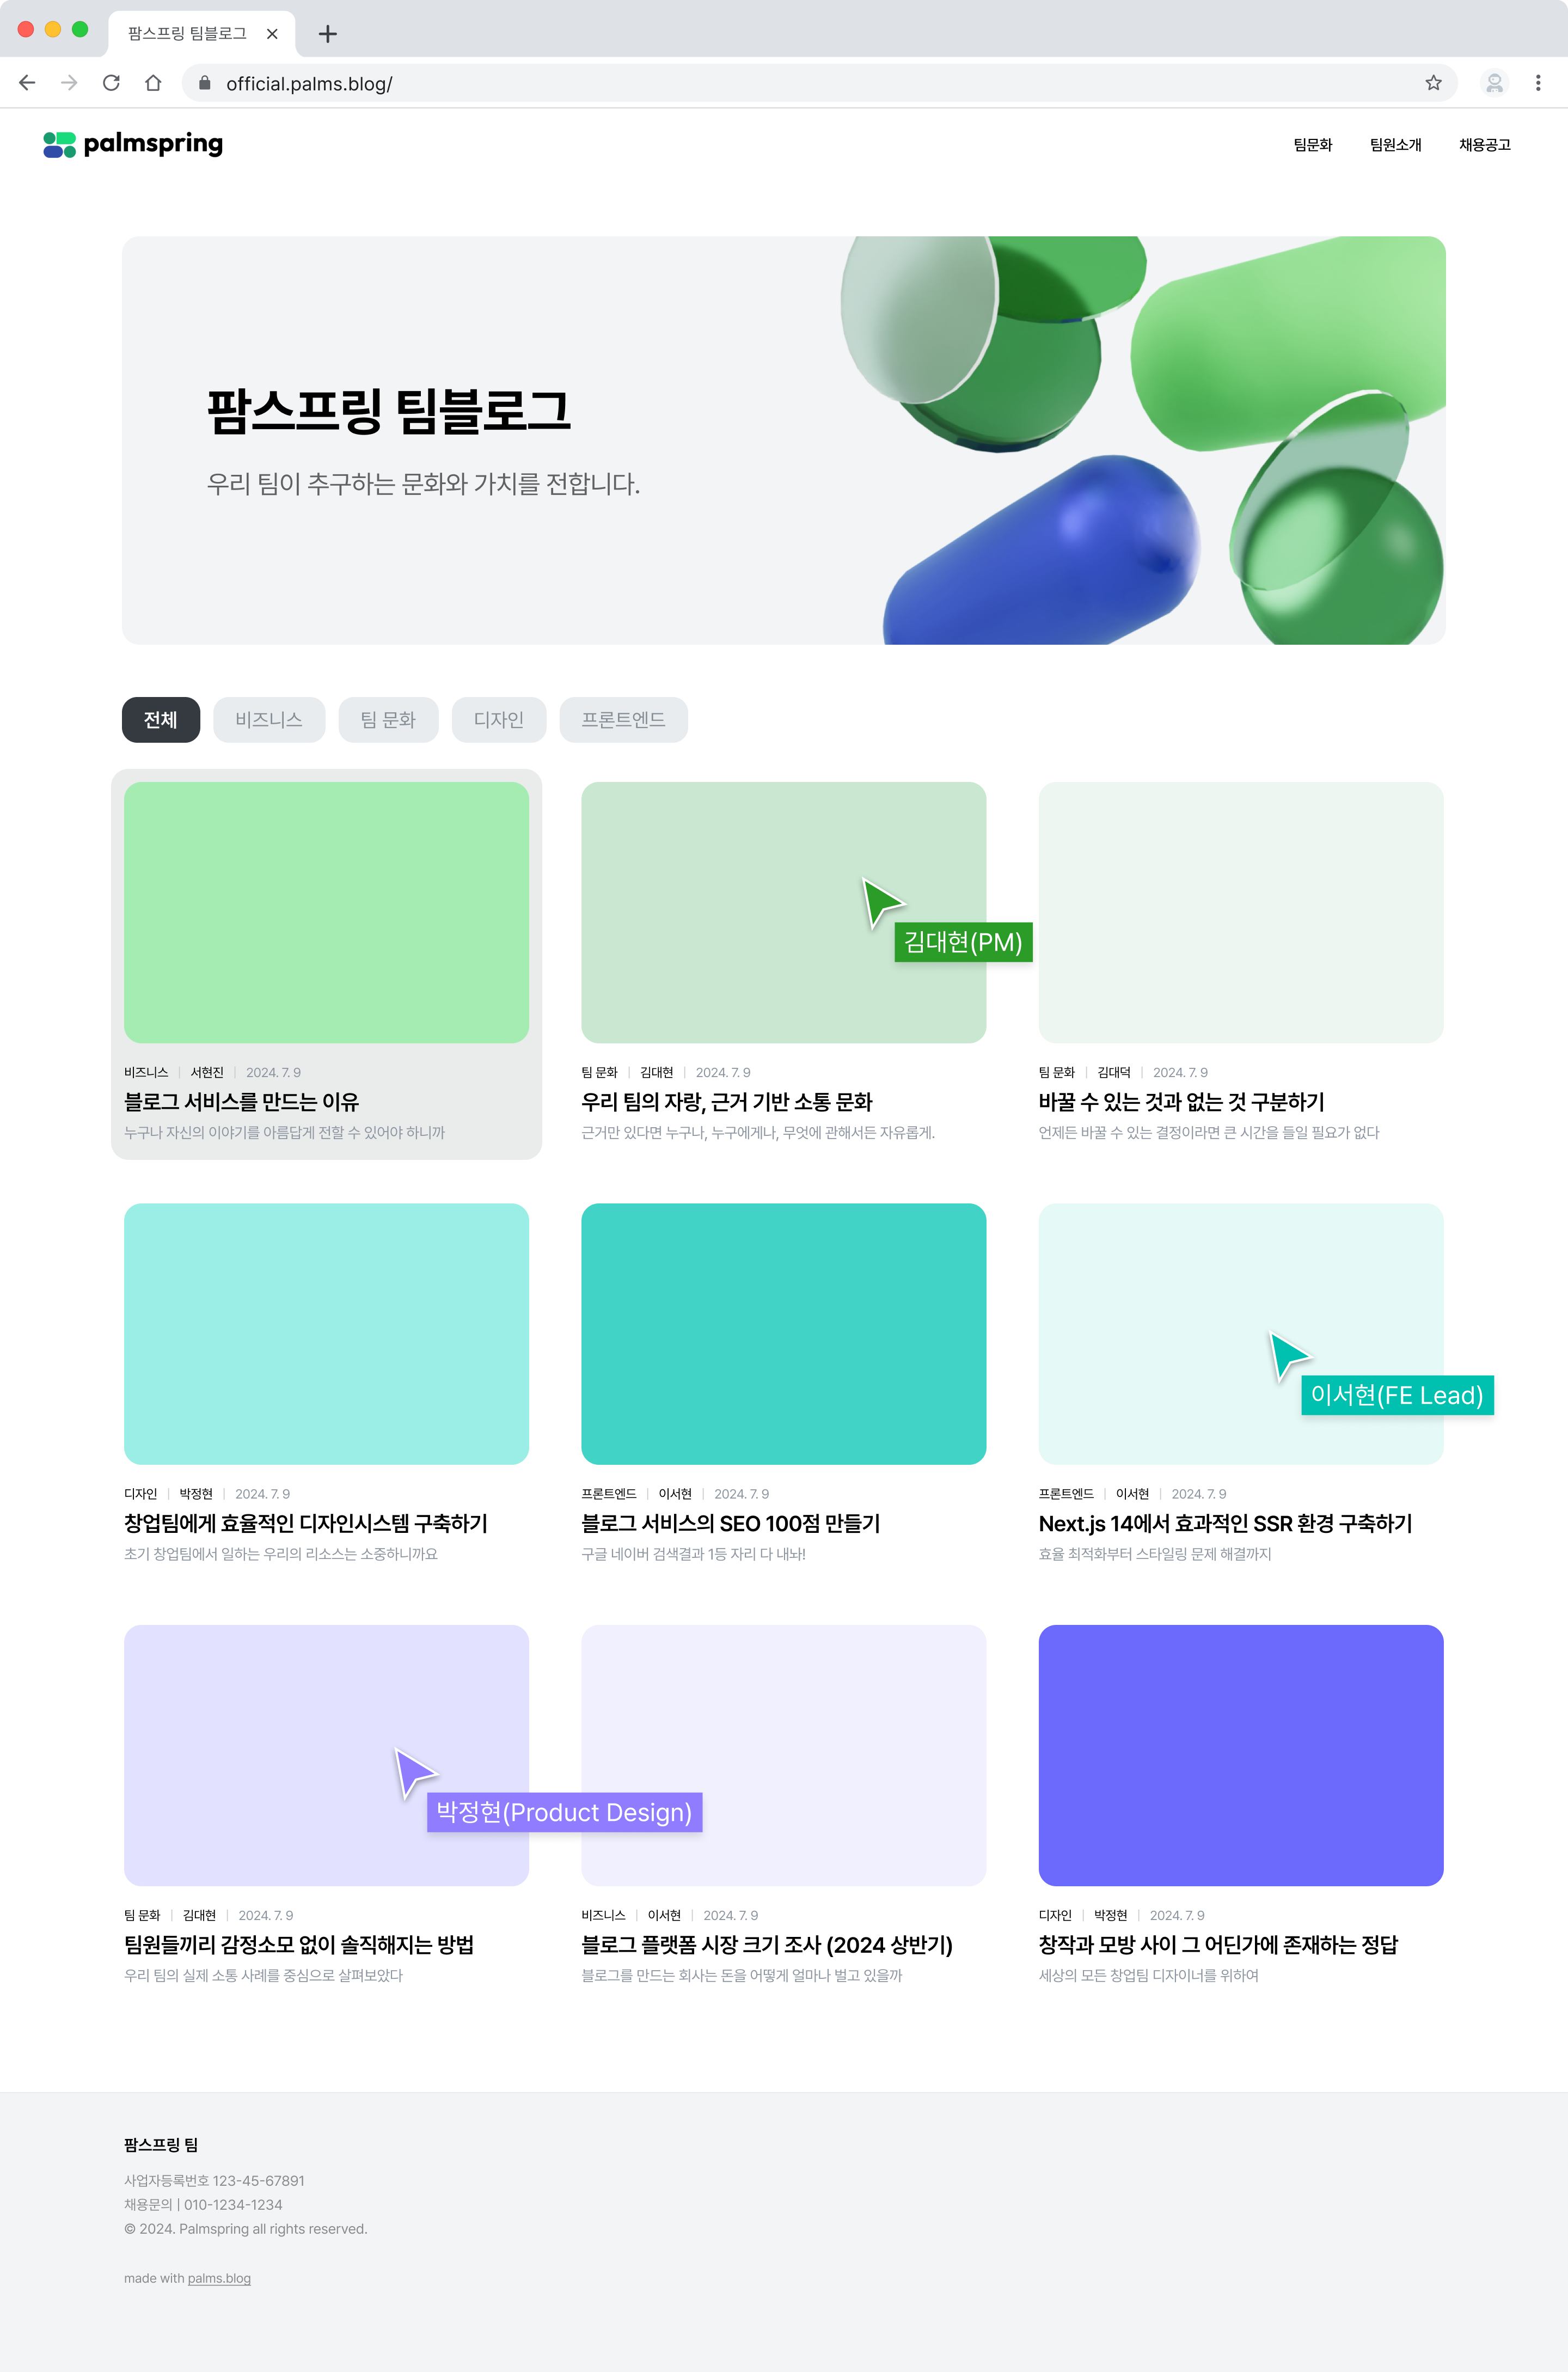 팜스프링 팀블로그
official.palms.blog/
palmspring
팀문화 팀원소개 채용공고
팜스프링 팀블로그
우리 팀이 추구하는 문화와 가치를 전합니다.
전체 비즈니스 팀 문화 디자인 프론트엔드
김대현(PM)
비즈니스 | 서현진 | 2024. 7. 9
블로그 서비스를 만드는 이유
누구나 자신의 이야기를 아름답게 전할 수 있어야 하니까
팀 문화 | 김대현 | 2024. 7. 9
우리 팀의 자랑, 근거 기반 소통 문화
근거만 있다면 누구나, 누구에게나, 무엇에 관해서든 자유롭게.
팀 문화 | 김대덕 | 2024. 7. 9
바꿀 수 있는 것과 없는 것 구분하기
언제든 바꿀 수 있는 결정이라면 큰 시간을 들일 필요가 없다
이서현(FE Lead)
디자인 | 박정현 | 2024. 7. 9
창업팀에게 효율적인 디자인시스템 구축하기
초기 창업팀에서 일하는 우리의 리소스는 소중하니까요
프론트엔드 | 이서현 | 2024. 7. 9
블로그 서비스의 SEO 100점 만들기
구글 네이버 검색결과 1등 자리 다 내놔!
프론트엔드 | 이서현 | 2024. 7. 9
Next.js 14에서 효과적인 SSR 환경 구축하기
효율 최적화부터 스타일링 문제 해결까지
박정현(Product Design)
팀 문화 | 김대현 | 2024. 7. 9
팀원들끼리 감정소모 없이 솔직해지는 방법
우리 팀의 실제 소통 사례를 중심으로 살펴보았다
비즈니스 | 이서현 | 2024. 7. 9
블로그 플랫폼 시장 크기 조사 (2024 상반기)
블로그를 만드는 회사는 돈을 어떻게 얼마나 벌고 있을까
디자인 | 박정현 | 2024. 7. 9
창작과 모방 사이 그 어딘가에 존재하는 정답
세상의 모든 창업팀 디자이너를 위하여
팜스프링 팀
사업자등록번호 123-45-67891
채용문의 | 010-1234-1234
© 2024. Palmspring all rights reserved.
made with palms.blog